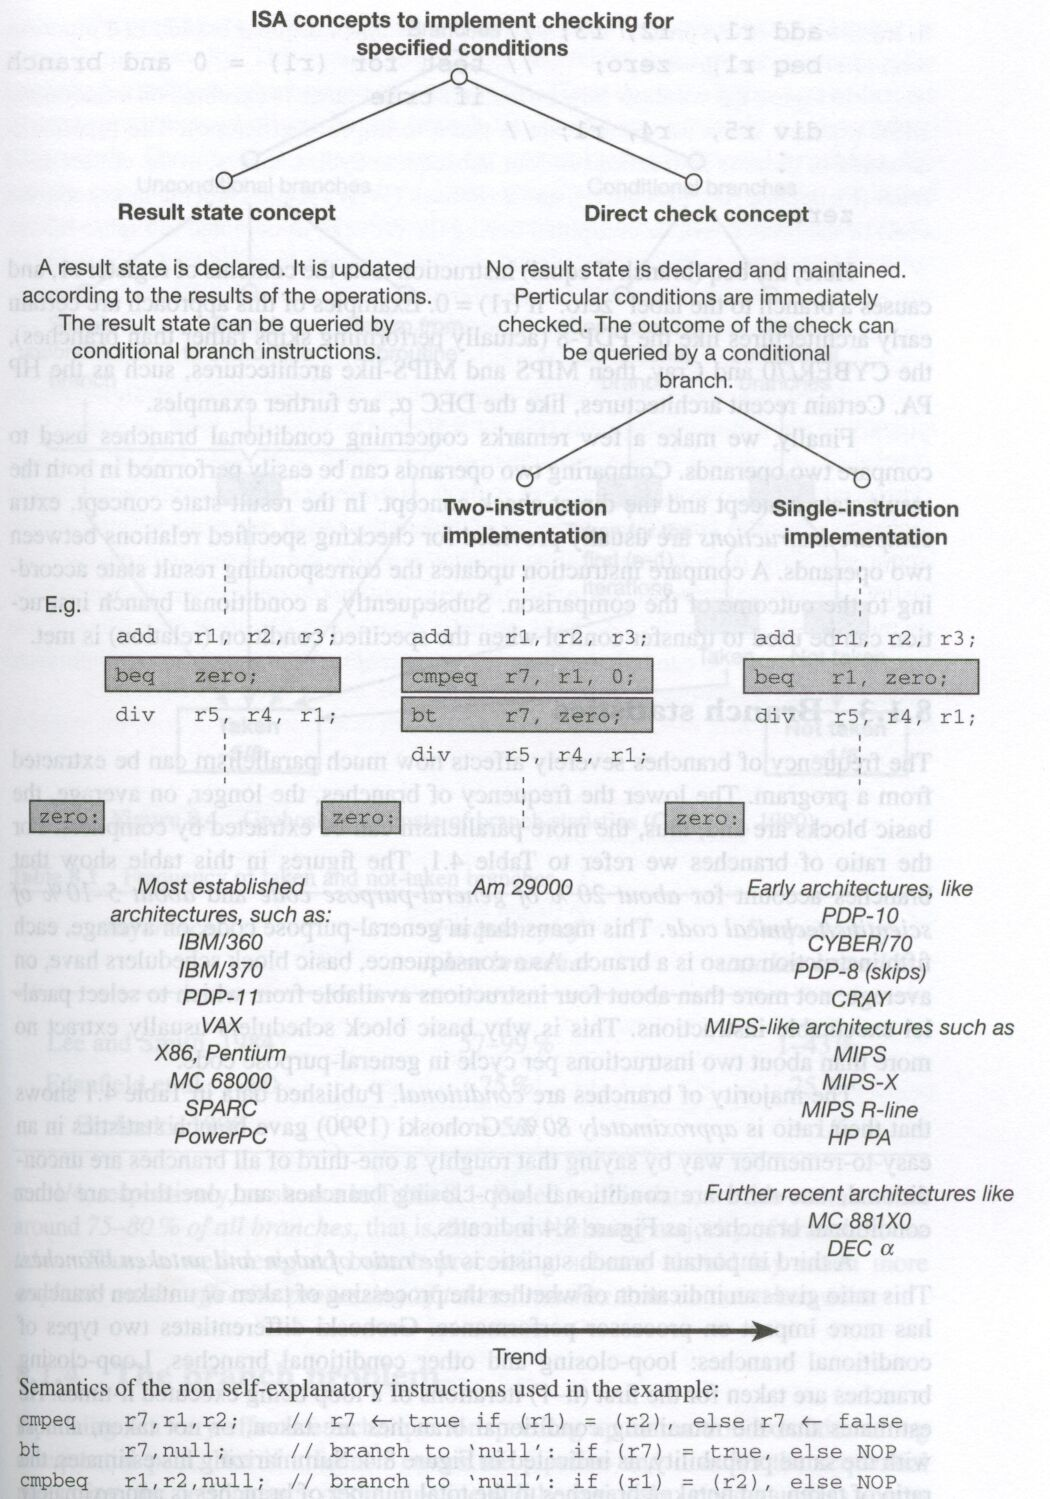 ISA concepts to implement checking for
specified conditions
Result state concept
A result state is declared. It is updated
according to the results of the operations.
The result state can be queried by
conditional branch instructions.
Direct check concept
No result state is declared and maintained.
Perticular conditions are immediately
checked. The outcome of the check can
be queried by a conditional
branch.
Two-instruction
implementation
Single-instruction
implementation
E.g.
add r1, r2, r3;
beq zero;
div r5, r4, r1;
zero:
add r1, r2, r3;
cmpeq r7, r1, 0;
bt r7, zero;
div r5, r4, r1;
zero:
add r1, r2, r3;
beq r1, zero;
div r5, r4, r1;
zero:
Most established
architectures, such as:
IBM/360
IBM/370
PDP-11
VAX
X86, Pentium
MC 68000
SPARC
PowerPC
Am 29000
Early architectures, like
PDP-10
CYBER/70
PDP-8 (skips)
CRAY
MIPS-like architectures such as
MIPS
MIPS-X
MIPS R-line
HP PA
Further recent architectures like
MC 881X0
DEC α
Trend
Semantics of the non self-explanatory instructions used in the example:
cmpeq r7,r1,r2; // r7 ← true if (r1) = (r2), else r7 ← false
bt r7,null; // branch to 'null': if (r7) = true, else NOP
cmpbeq r1,r2,null; // branch to 'null': if (r1) = (r2), else NOP